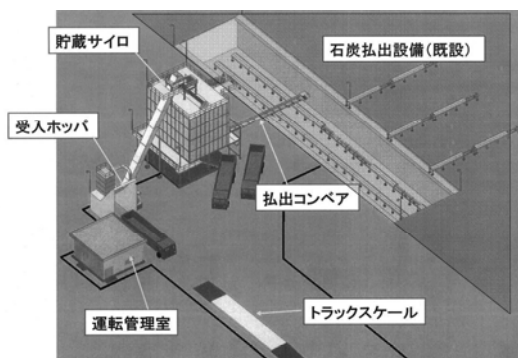 貯蔵サイロ
石炭払出設備(既設)
受入ホッパ
払出コンベア
運転管理室
トラックスケール